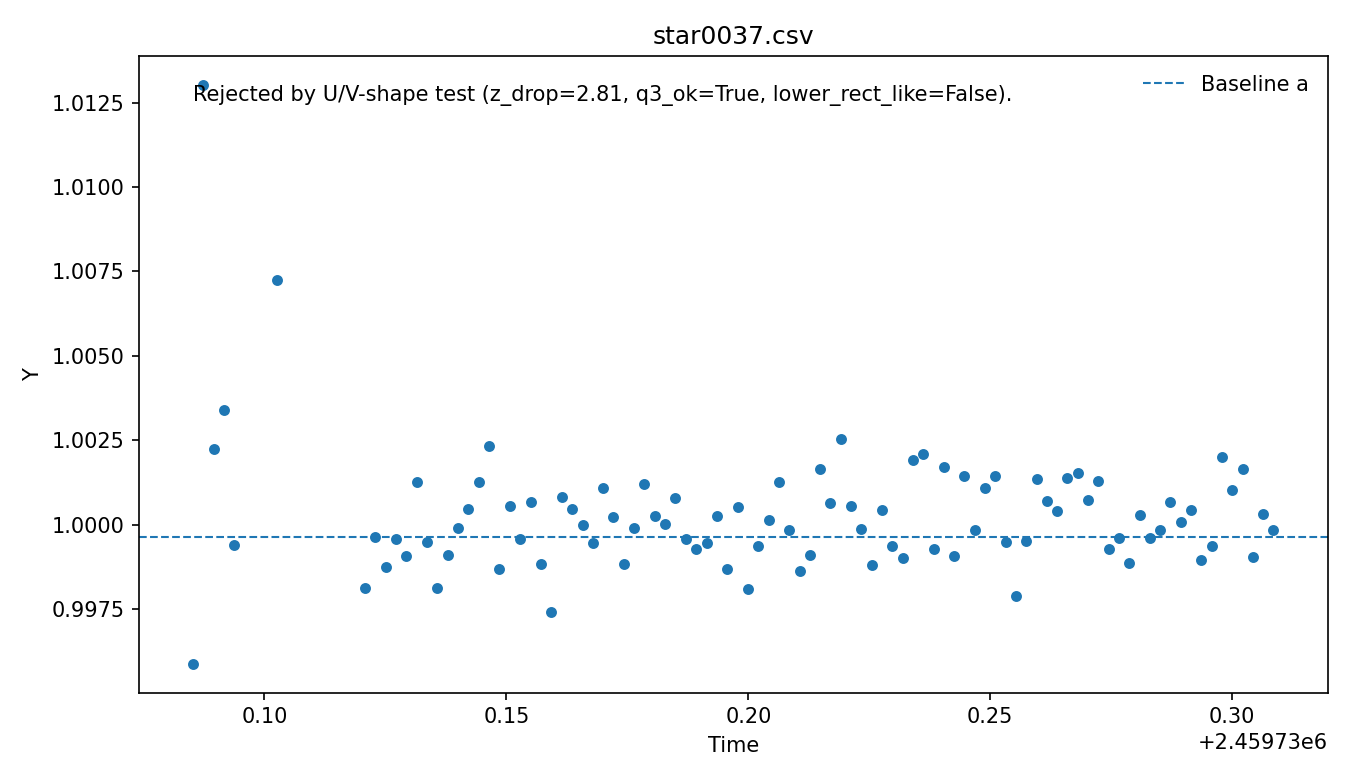 star0037.csv
Rejected by U/V-shape test (z_drop=2.81, q3_ok=True, lower_rect_like=False).
Baseline a
1.0125
1.0100
1.0075
1.0050
1.0025
1.0000
0.9975
Y
0.10 0.15 0.20 0.25 0.30
Time
+2.45973e6